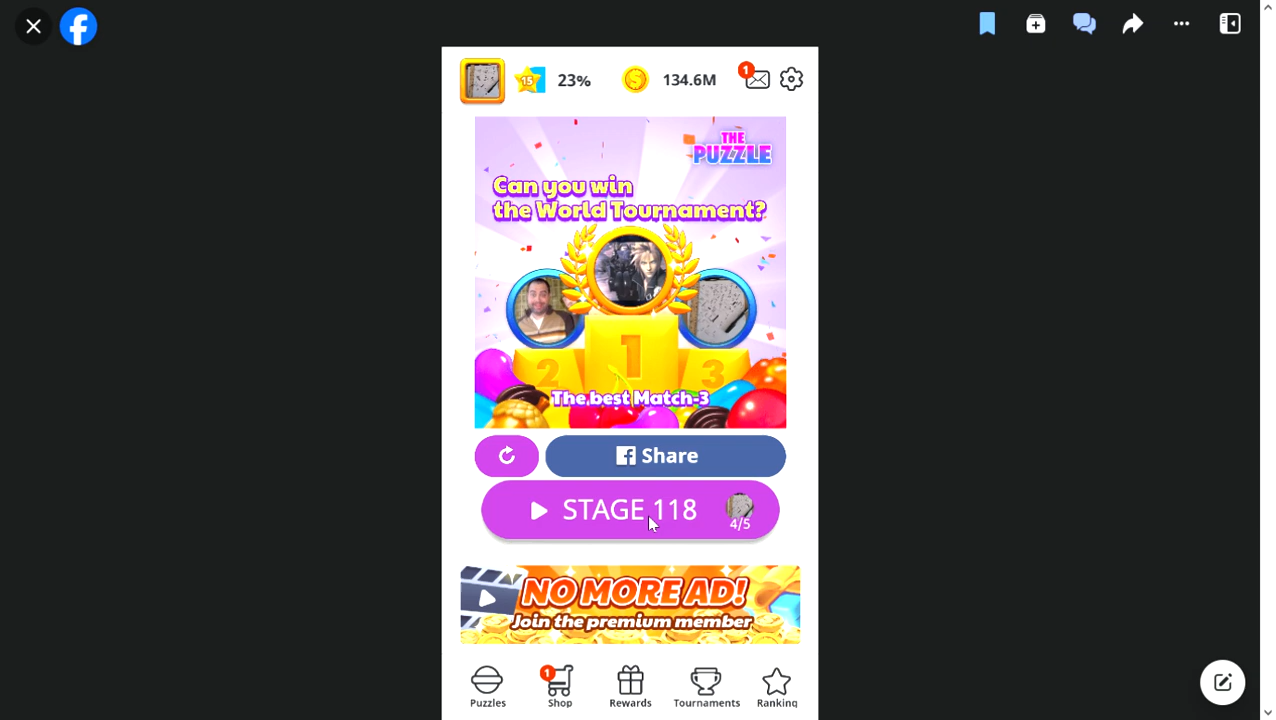 15
23%
134.6M
1
THE
PUZZLE
Can you win
the World Tournament?
1
2
3
The best Match-3
Share
STAGE 118
4/5
NO MORE AD!
Join the premium member
1
Puzzles
Shop
Rewards
Tournaments
Ranking